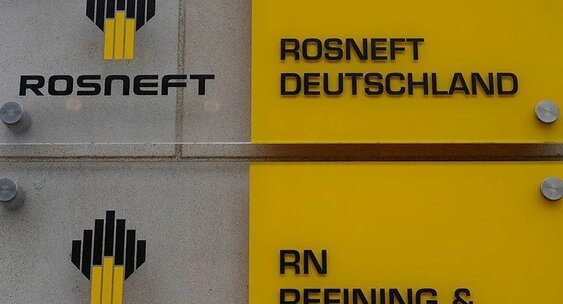 ROSNEFT
ROSNEFT
DEUTSCHLAND
RN
REFINING &